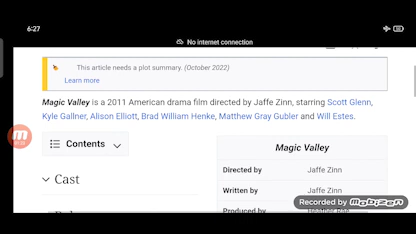 6:27
No internet connection
This article needs a plot summary. (October 2022)
Learn more
Magic Valley is a 2011 American drama film directed by Jaffe Zinn, starring Scott Glenn,
Kyle Gallner, Alison Elliott, Brad William Henke, Matthew Gray Gubler and Will Estes.
Contents
Magic Valley
Cast
Directed by Jaffe Zinn
Written by Jaffe Zinn
Produced by
Recorded by
mobizen